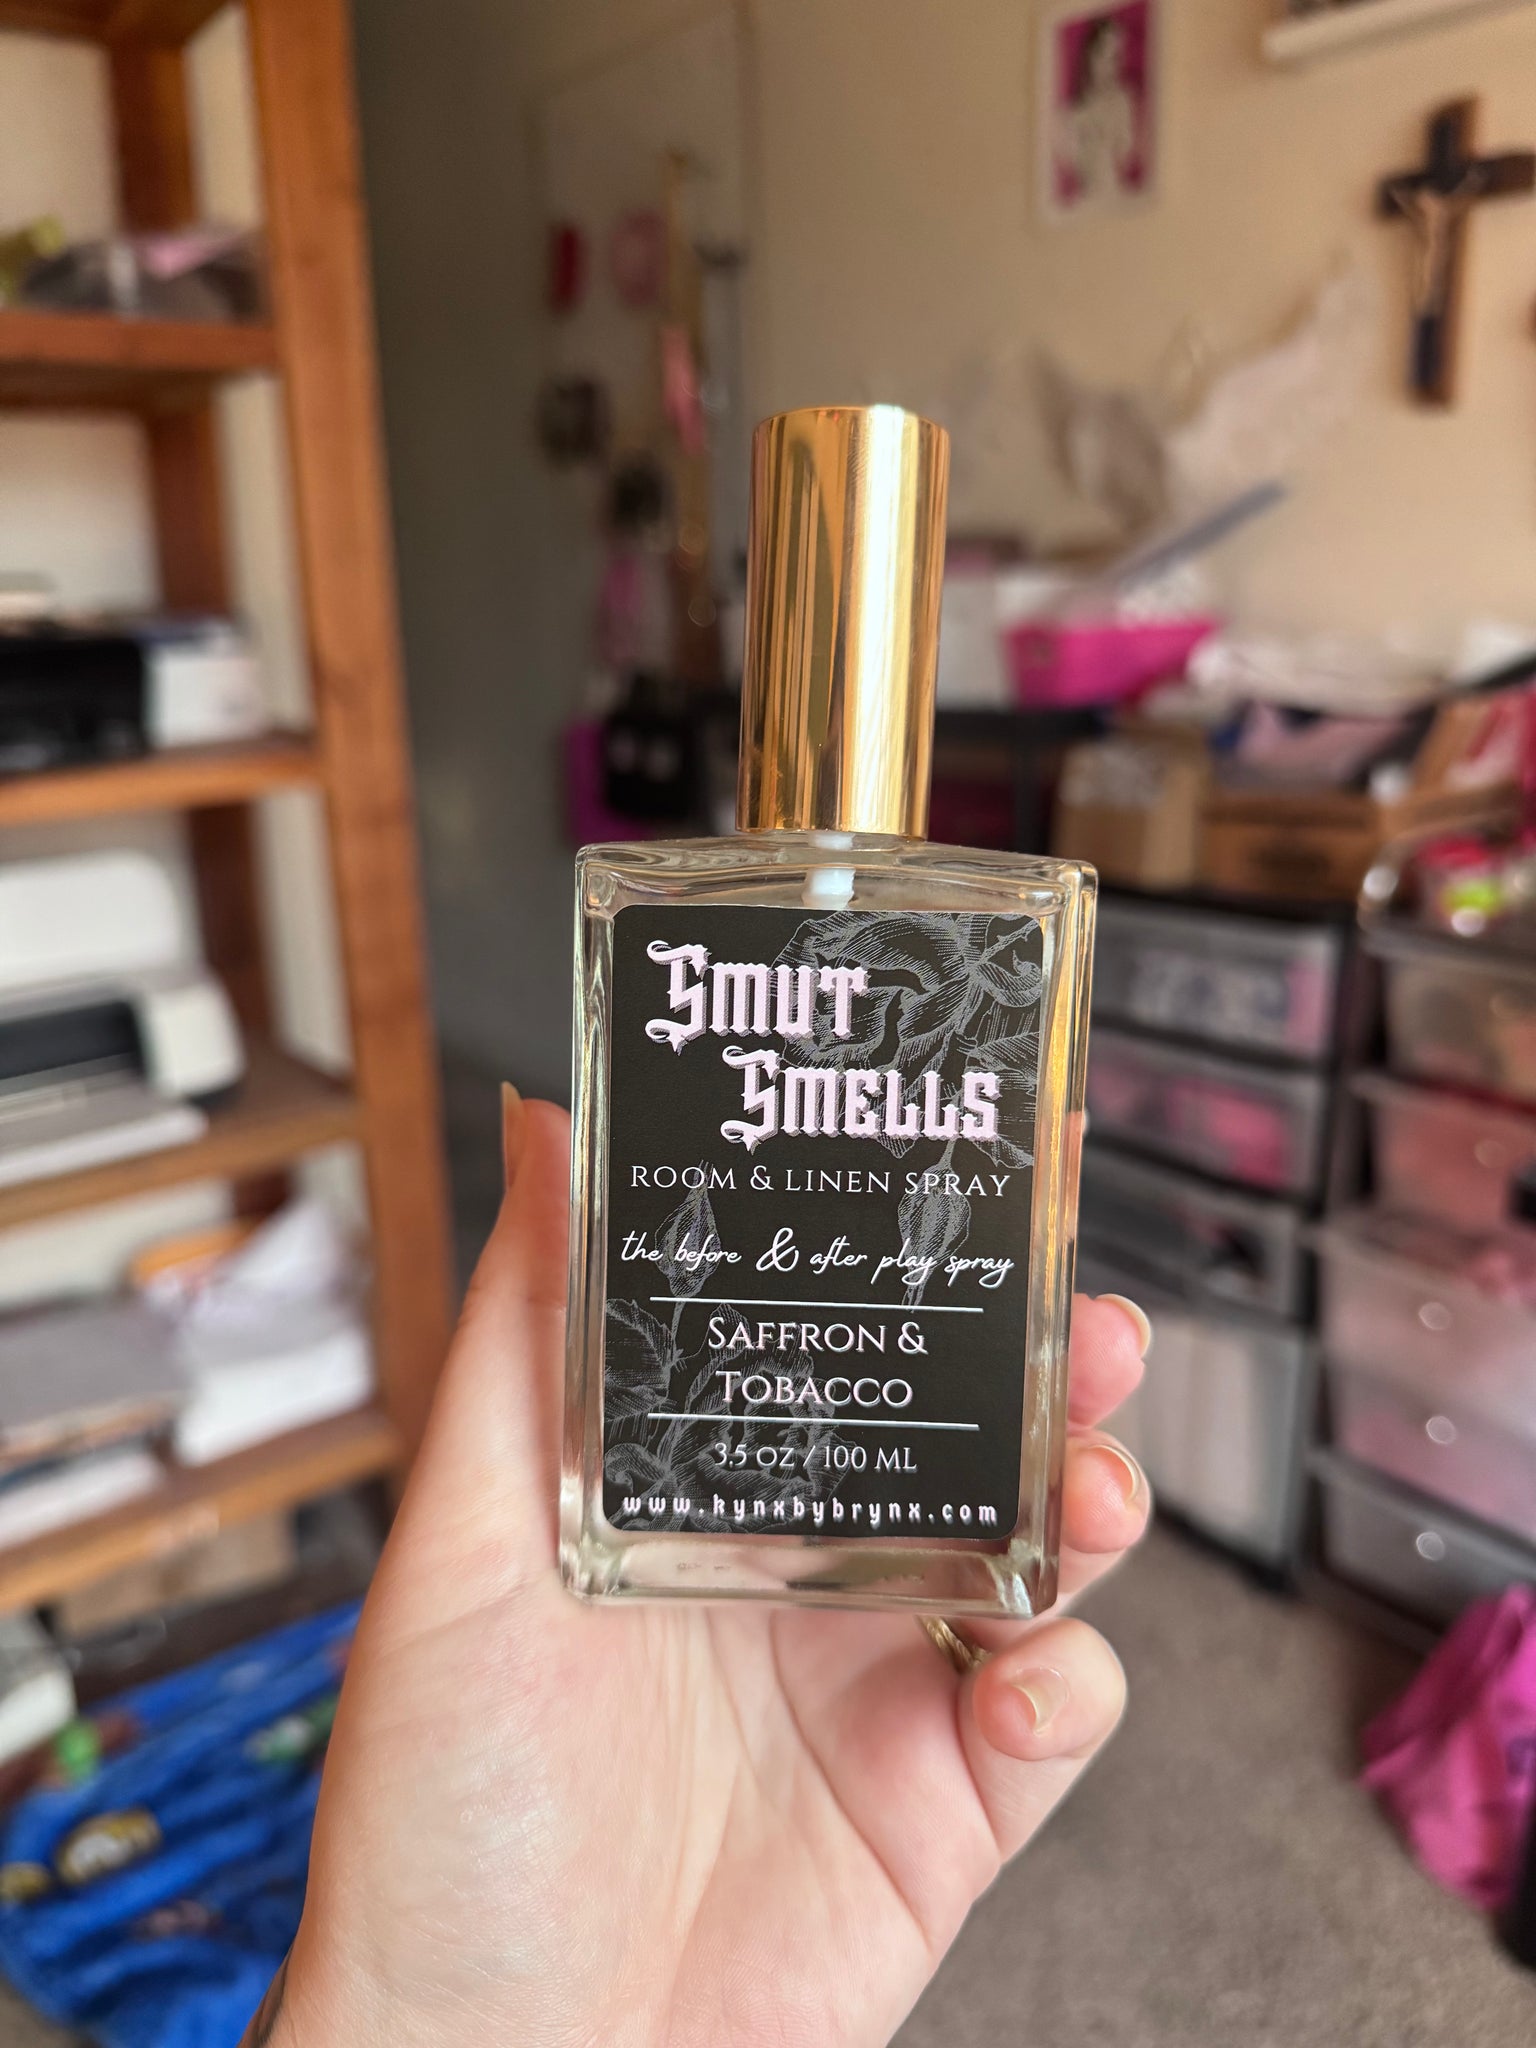 Smut
Smells
ROOM & LINEN SPRAY
the before & after play spray
SAFFRON &
TOBACCO
3.5 OZ / 100 ML
www.kynxbybrynx.com